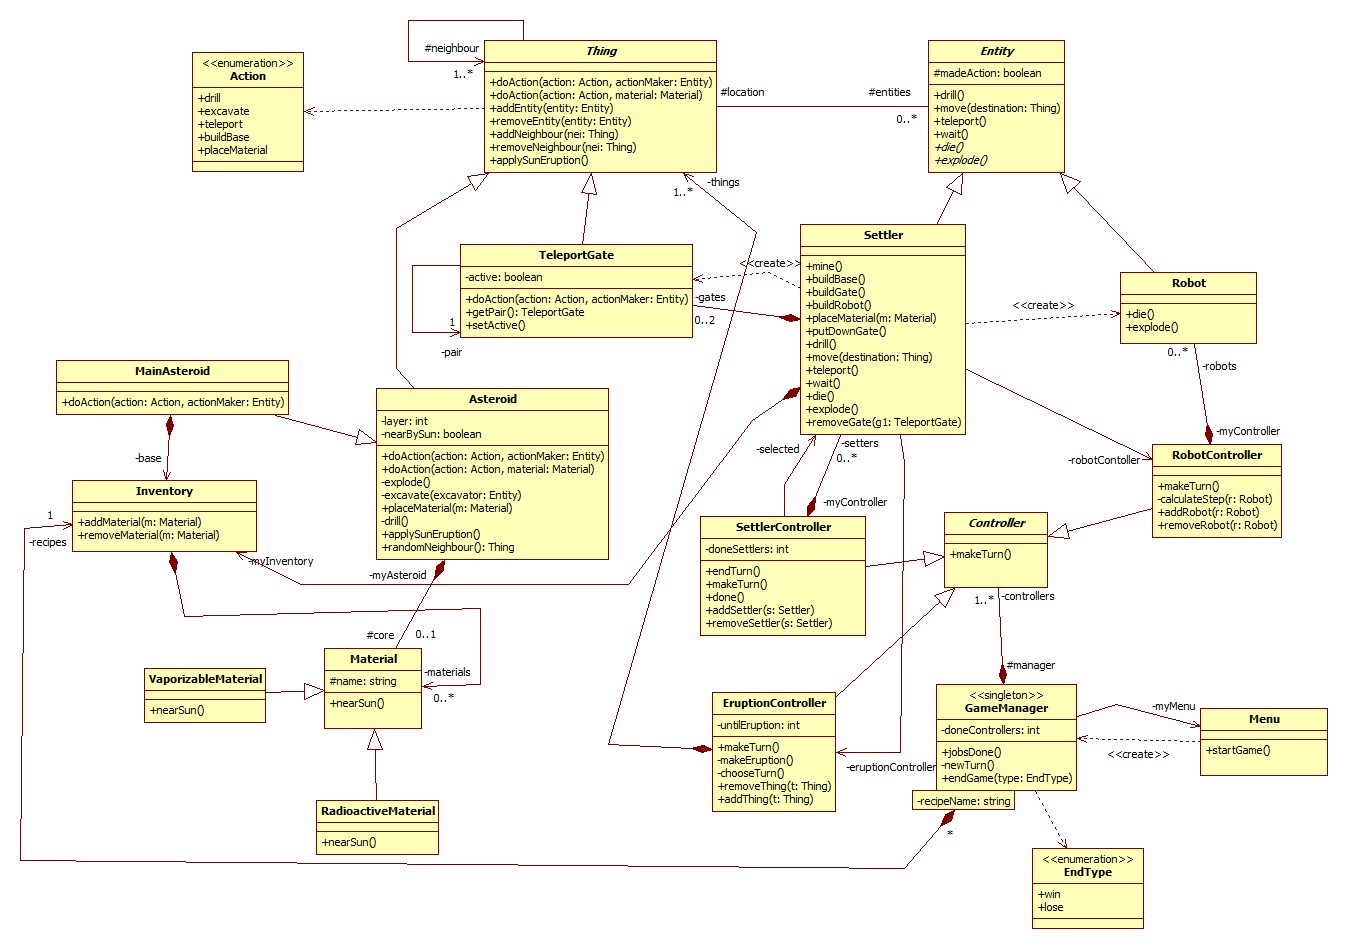 #neighbour
1..*
Thing
+doAction(action: Action, actionMaker: Entity)
+doAction(action: Action, material: Material)
+addEntity(entity: Entity)
+removeEntity(entity: Entity)
+addNeighbour(nei: Thing)
+removeNeighbour(nei: Thing)
+applySunEruption()
#location
#entities
0..*
Entity
#madeAction: boolean
+drill()
+move(destination: Thing)
+teleport()
+wait()
+die()
+explode()
<<enumeration>>
Action
+drill
+excavate
+teleport
+buildBase
+placeMaterial
1..*
-things
TeleportGate
-active: boolean
+doAction(action: Action, actionMaker: Entity)
+getPair(): TeleportGate
+setActive()
1
-pair
<<create>>
-gates
0..2
Settler
+mine()
+buildBase()
+buildGate()
+buildRobot()
+placeMaterial(m: Material)
+putDownGate()
+drill()
+move(destination: Thing)
+teleport()
+wait()
+die()
+explode()
+removeGate(g1: TeleportGate)
<<create>>
Robot
+die()
+explode()
0..*
-robots
-myController
-robotContoller
RobotController
+makeTurn()
-calculateStep(r: Robot)
+addRobot(r: Robot)
+removeRobot(r: Robot)
MainAsteroid
+doAction(action: Action, actionMaker: Entity)
-base
Asteroid
-layer: int
-nearBySun: boolean
+doAction(action: Action, actionMaker: Entity)
+doAction(action: Action, material: Material)
-explode()
-excavate(excavator: Entity)
+placeMaterial(m: Material)
-drill()
+applySunEruption()
+randomNeighbour(): Thing
Inventory
+addMaterial(m: Material)
+removeMaterial(m: Material)
1
-recipes
-myInventory
-myAsteroid
-selected
-setters
0..*
-myController
SettlerController
-doneSettlers: int
+endTurn()
+makeTurn()
+done()
+addSettler(s: Settler)
+removeSettler(s: Settler)
Controller
+makeTurn()
1..*
-controllers
#core
0..1
Material
#name: string
+nearSun()
-materials
0..*
VaporizableMaterial
+nearSun()
RadioactiveMaterial
+nearSun()
EruptionController
-untilEruption: int
+makeTurn()
-makeEruption()
-chooseTurn()
+removeThing(t: Thing)
+addThing(t: Thing)
-eruptionController
#manager
<<singleton>>
GameManager
-doneControllers: int
+jobsDone()
-newTurn()
+endGame(type: EndType)
-recipeName: string
*
-myMenu
<<create>>
Menu
+startGame()
<<enumeration>>
EndType
+win
+lose